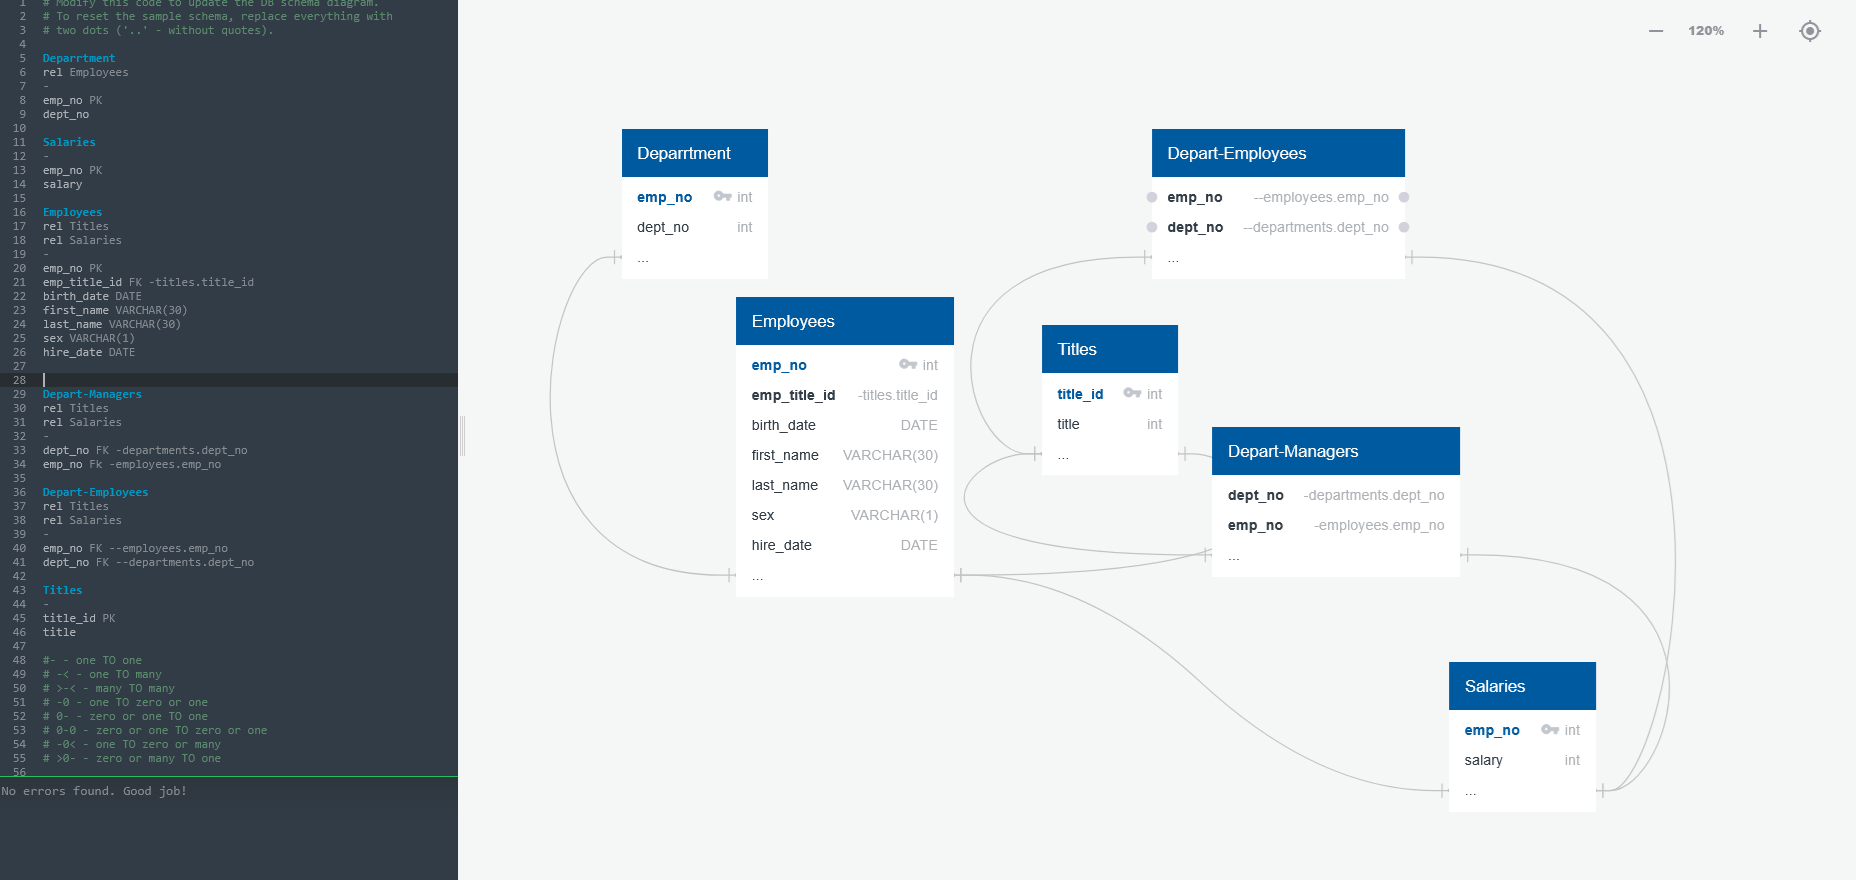 1 # Modify this code to update the DB schema diagram.
2 # To reset the sample schema, replace everything with
3 # two dots ('..' - without quotes).
4
5 Deparrtment
6 rel Employees
7 -
8 emp_no PK
9 dept_no
10
11 Salaries
12 -
13 emp_no PK
14 salary
15
16 Employees
17 rel Titles
18 rel Salaries
19 -
20 emp_no PK
21 emp_title_id FK -titles.title_id
22 birth_date DATE
23 first_name VARCHAR(30)
24 last_name VARCHAR(30)
25 sex VARCHAR(1)
26 hire_date DATE
27
28
29 Depart-Managers
30 rel Titles
31 rel Salaries
32 -
33 dept_no FK -departments.dept_no
34 emp_no Fk -employees.emp_no
35
36 Depart-Employees
37 rel Titles
38 rel Salaries
39 -
40 emp_no FK --employees.emp_no
41 dept_no FK --departments.dept_no
42
43 Titles
44 -
45 title_id PK
46 title
47
48 #- - one TO one
49 # -< - one TO many
50 # >-< - many TO many
51 # -0 - one TO zero or one
52 # 0- - zero or one TO one
53 # 0-0 - zero or one TO zero or one
54 # -0< - one TO zero or many
55 # >0- - zero or many TO one
56
No errors found. Good job!
120%
Deparrtment
emp_no int
dept_no int
...
Depart-Employees
emp_no --employees.emp_no
dept_no --departments.dept_no
...
Employees
emp_no int
emp_title_id -titles.title_id
birth_date DATE
first_name VARCHAR(30)
last_name VARCHAR(30)
sex VARCHAR(1)
hire_date DATE
...
Titles
title_id int
title int
...
Depart-Managers
dept_no -departments.dept_no
emp_no -employees.emp_no
...
Salaries
emp_no int
salary int
...